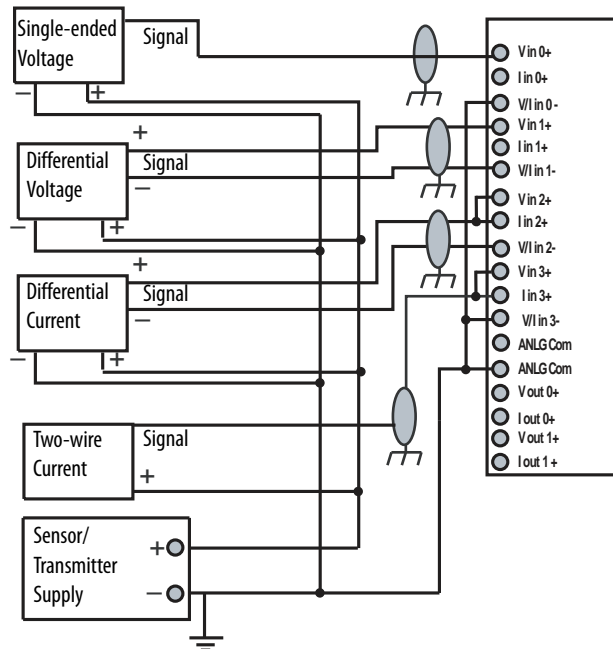 Single-ended
Voltage
Signal
− +
+
Differential
Voltage
Signal
−
− +
+
Differential
Current
Signal
−
− +
Two-wire
Current
Signal
+
Sensor/
Transmitter
Supply
+
−
V in 0+
I in 0+
V/I in 0 -
V in 1+
I in 1+
V/I in 1-
V in 2+
I in 2+
V/I in 2-
V in 3+
I in 3+
V/I in 3-
ANLG Com
ANLG Com
V out 0+
I out 0+
V out 1+
I out 1 +